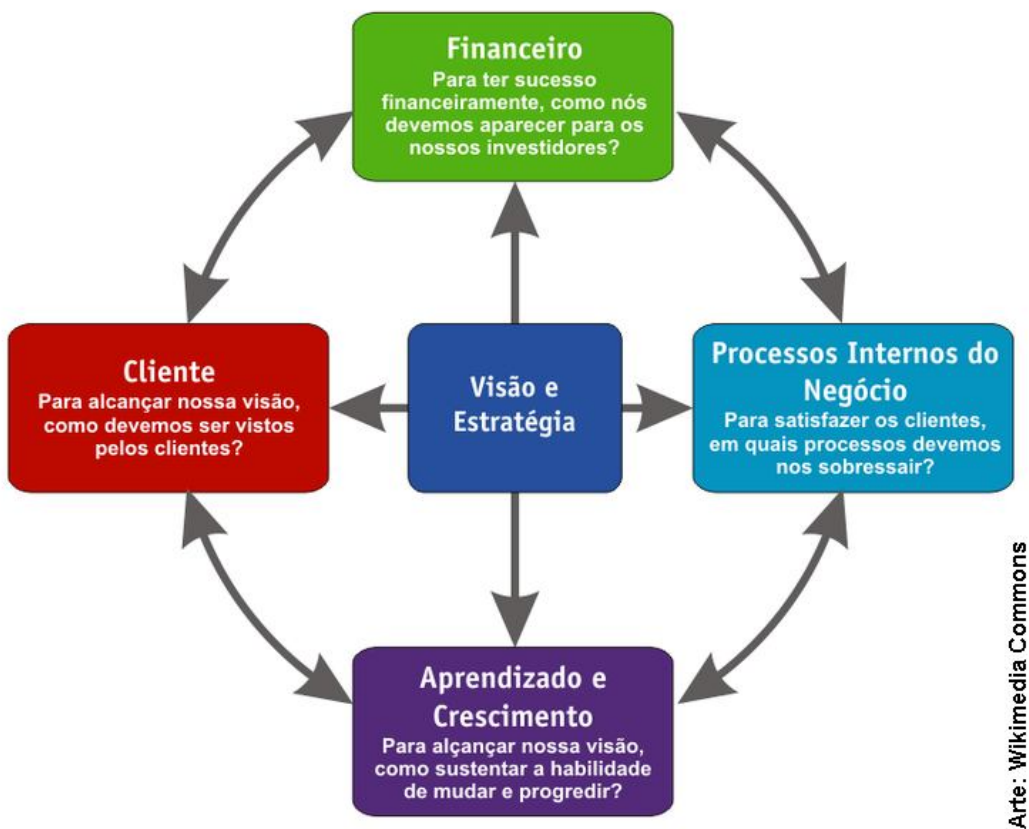 Financeiro
Para ter sucesso
financeiramente, como nós
devemos aparecer para os
nossos investidores?
Cliente
Para alcançar nossa visão,
como devemos ser vistos
pelos clientes?
Visão e
Estratégia
Processos Internos do
Negócio
Para satisfazer os clientes,
em quais processos devemos
nos sobressair?
Aprendizado e
Crescimento
Para alçançar nossa visão,
como sustentar a habilidade
de mudar e progredir?
Arte: Wikimedia Commons